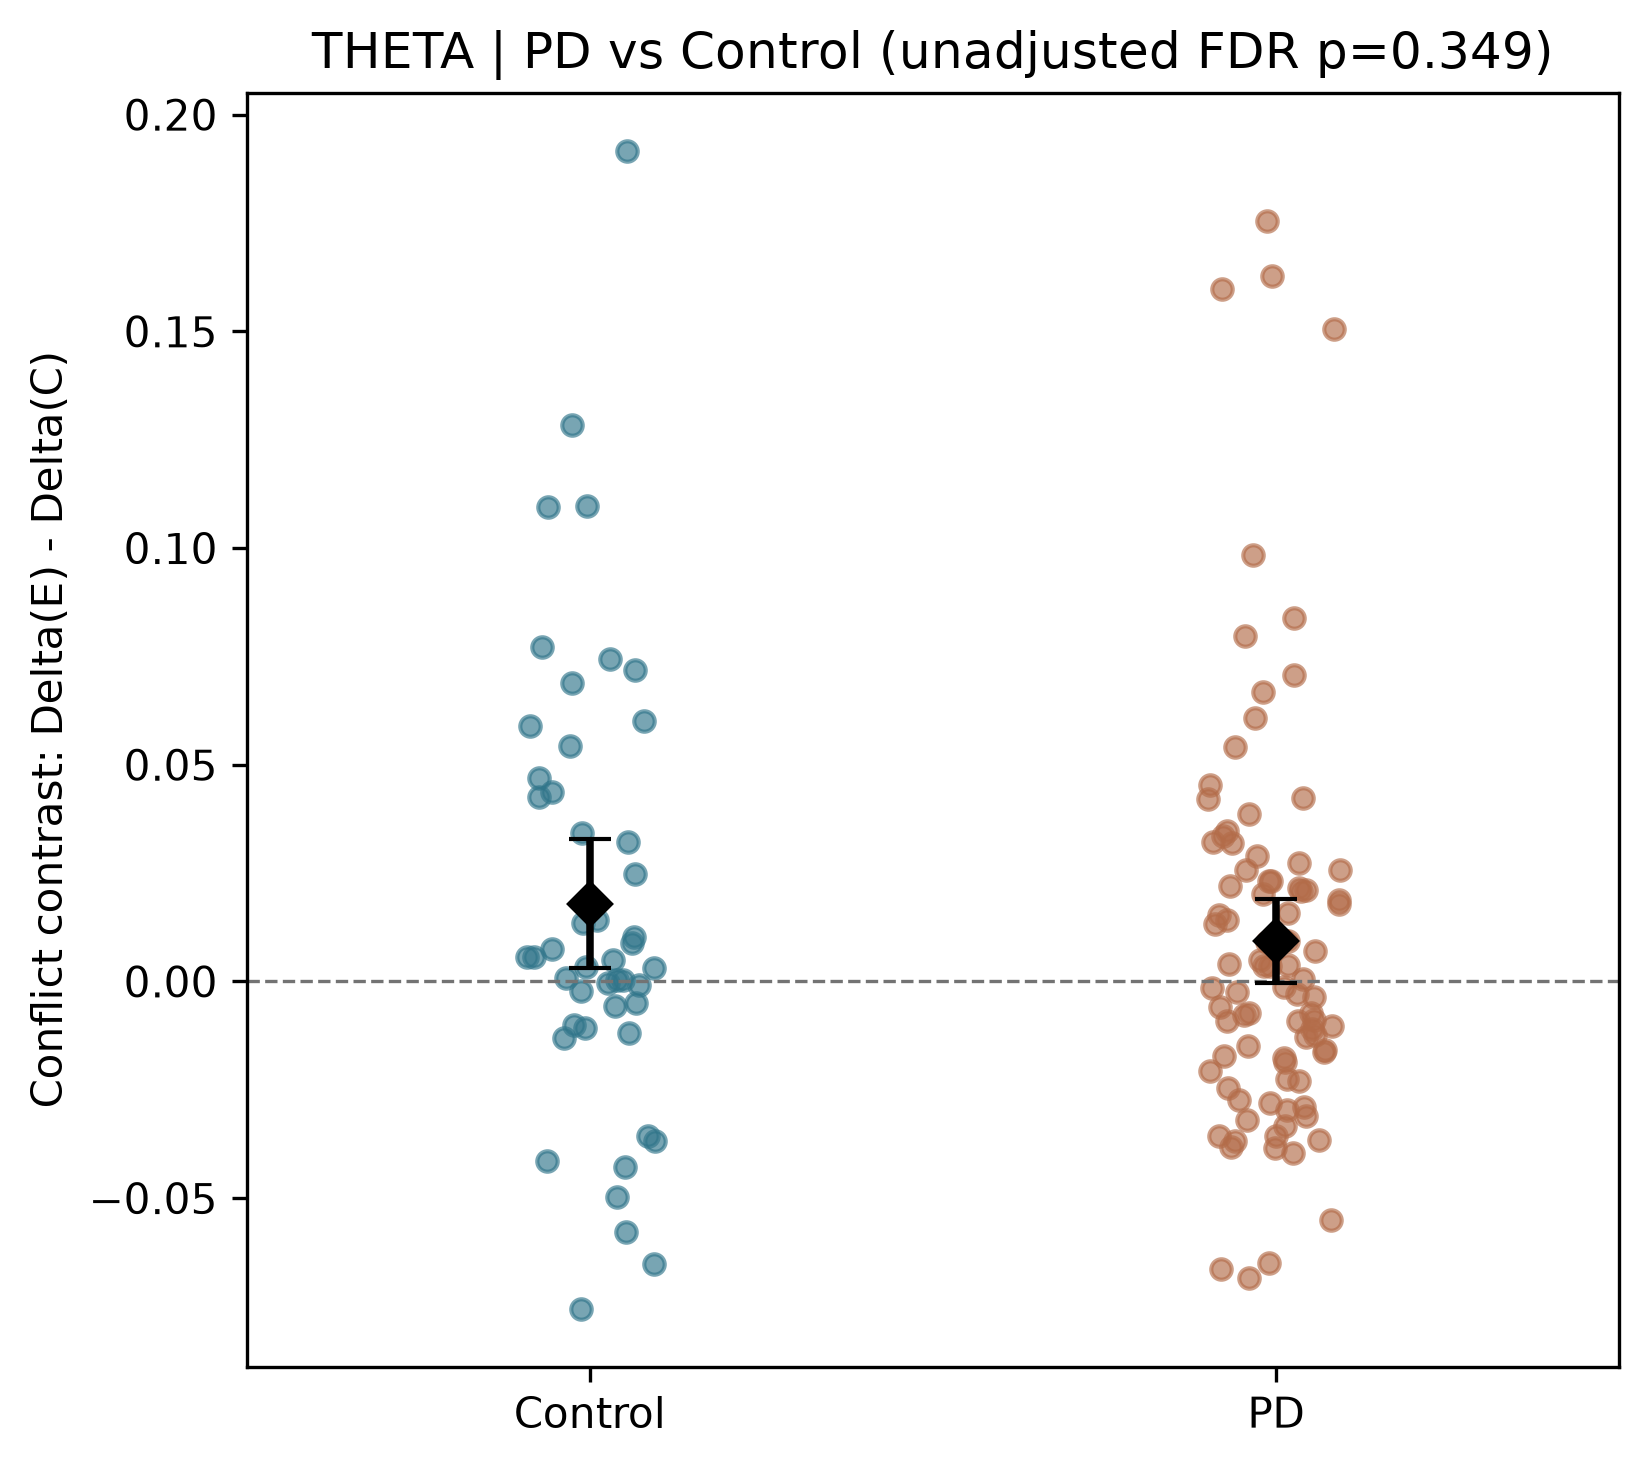 THETA | PD vs Control (unadjusted FDR p=0.349)
Conflict contrast: Delta(E) - Delta(C)
0.20
0.15
0.10
0.05
0.00
−0.05
Control PD